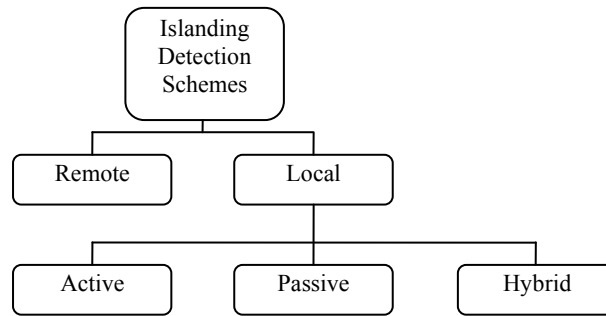 Islanding
Detection
Schemes
Remote
Local
Active
Passive
Hybrid